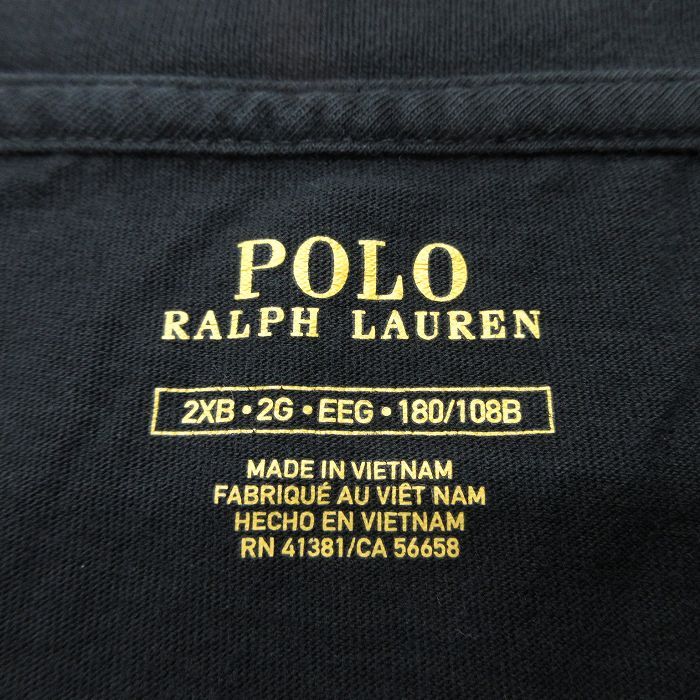 POLO
RALPH LAUREN
2XB • 2G • EEG • 180/108B
MADE IN VIETNAM
FABRIQUÉ AU VIÊT NAM
HECHO EN VIETNAM
RN 41381/CA 56658